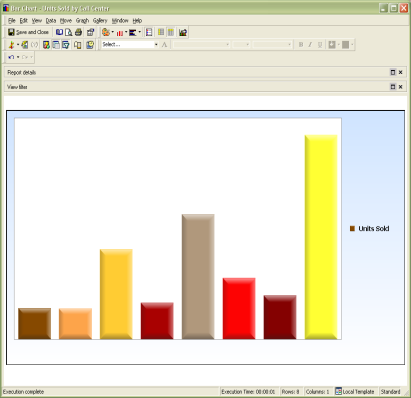 Bar Chart - Units Sold by Call Center
File Edit View Data Move Graph Gallery Window Help
Save and Close
Select...
A
B I U
Report details
View filter
Units Sold
Execution complete Execution Time: 00:00:01 Rows: 8 Columns: 1 Local Template Standard